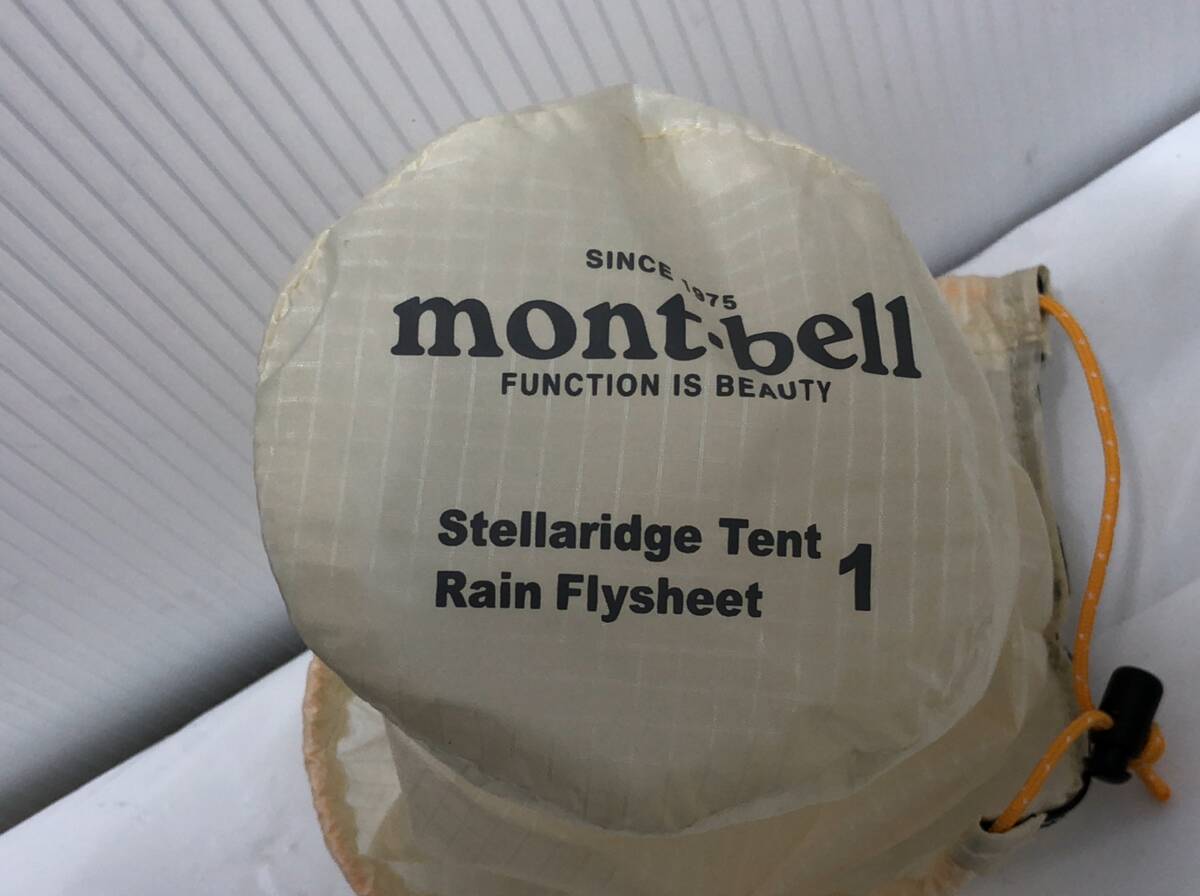 SINCE 1975
mont-bell
FUNCTION IS BEAUTY
Stellaridge Tent
Rain Flysheet
1